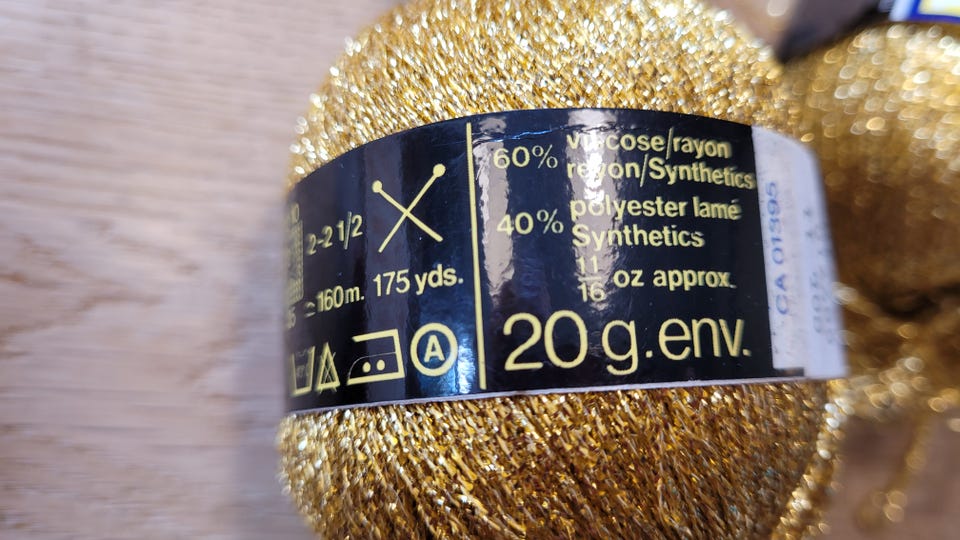 2-2 1/2
160m. 175 yds.
A
60% viscose/rayon
rayon/Synthetics
40% polyester lamé
Synthetics
11
16 oz approx.
20 g. env.
CA 01395